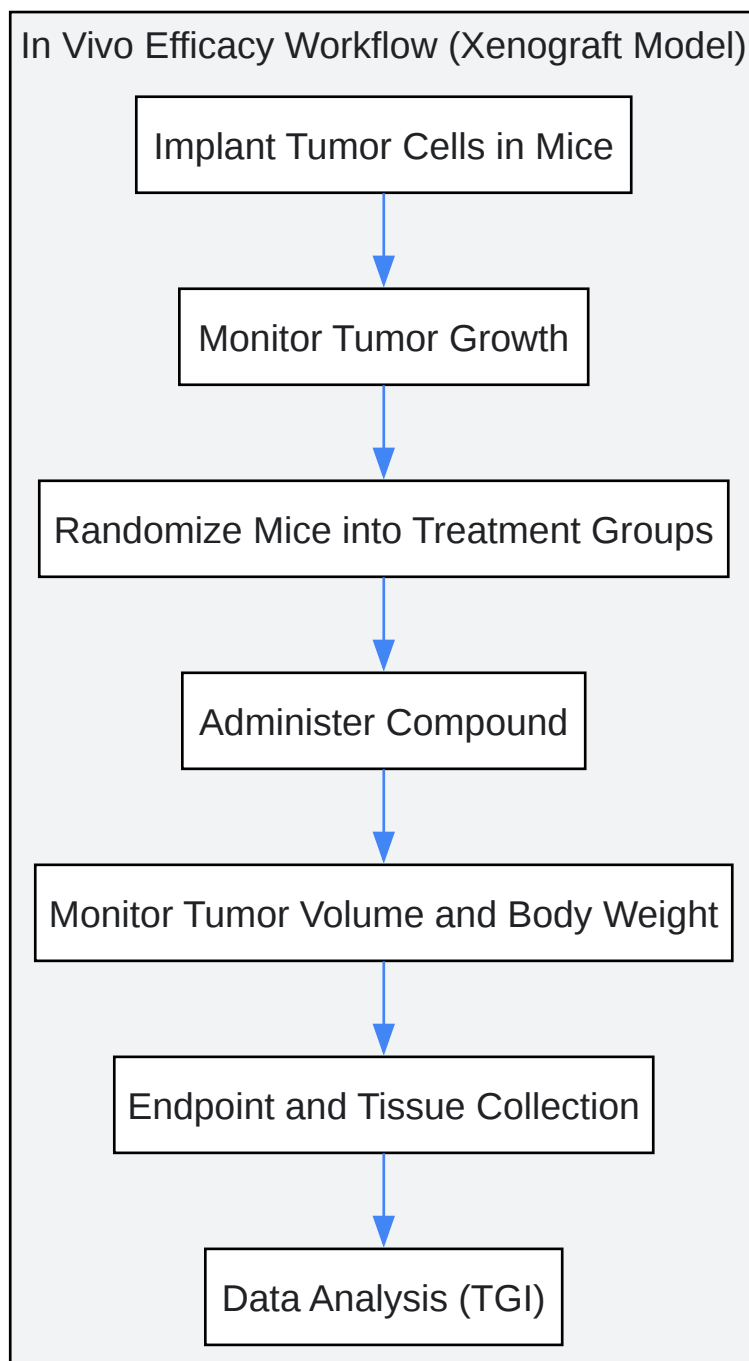 In Vivo Efficacy Workflow (Xenograft Model)
Implant Tumor Cells in Mice
Monitor Tumor Growth
Randomize Mice into Treatment Groups
Administer Compound
Monitor Tumor Volume and Body Weight
Endpoint and Tissue Collection
Data Analysis (TGI)